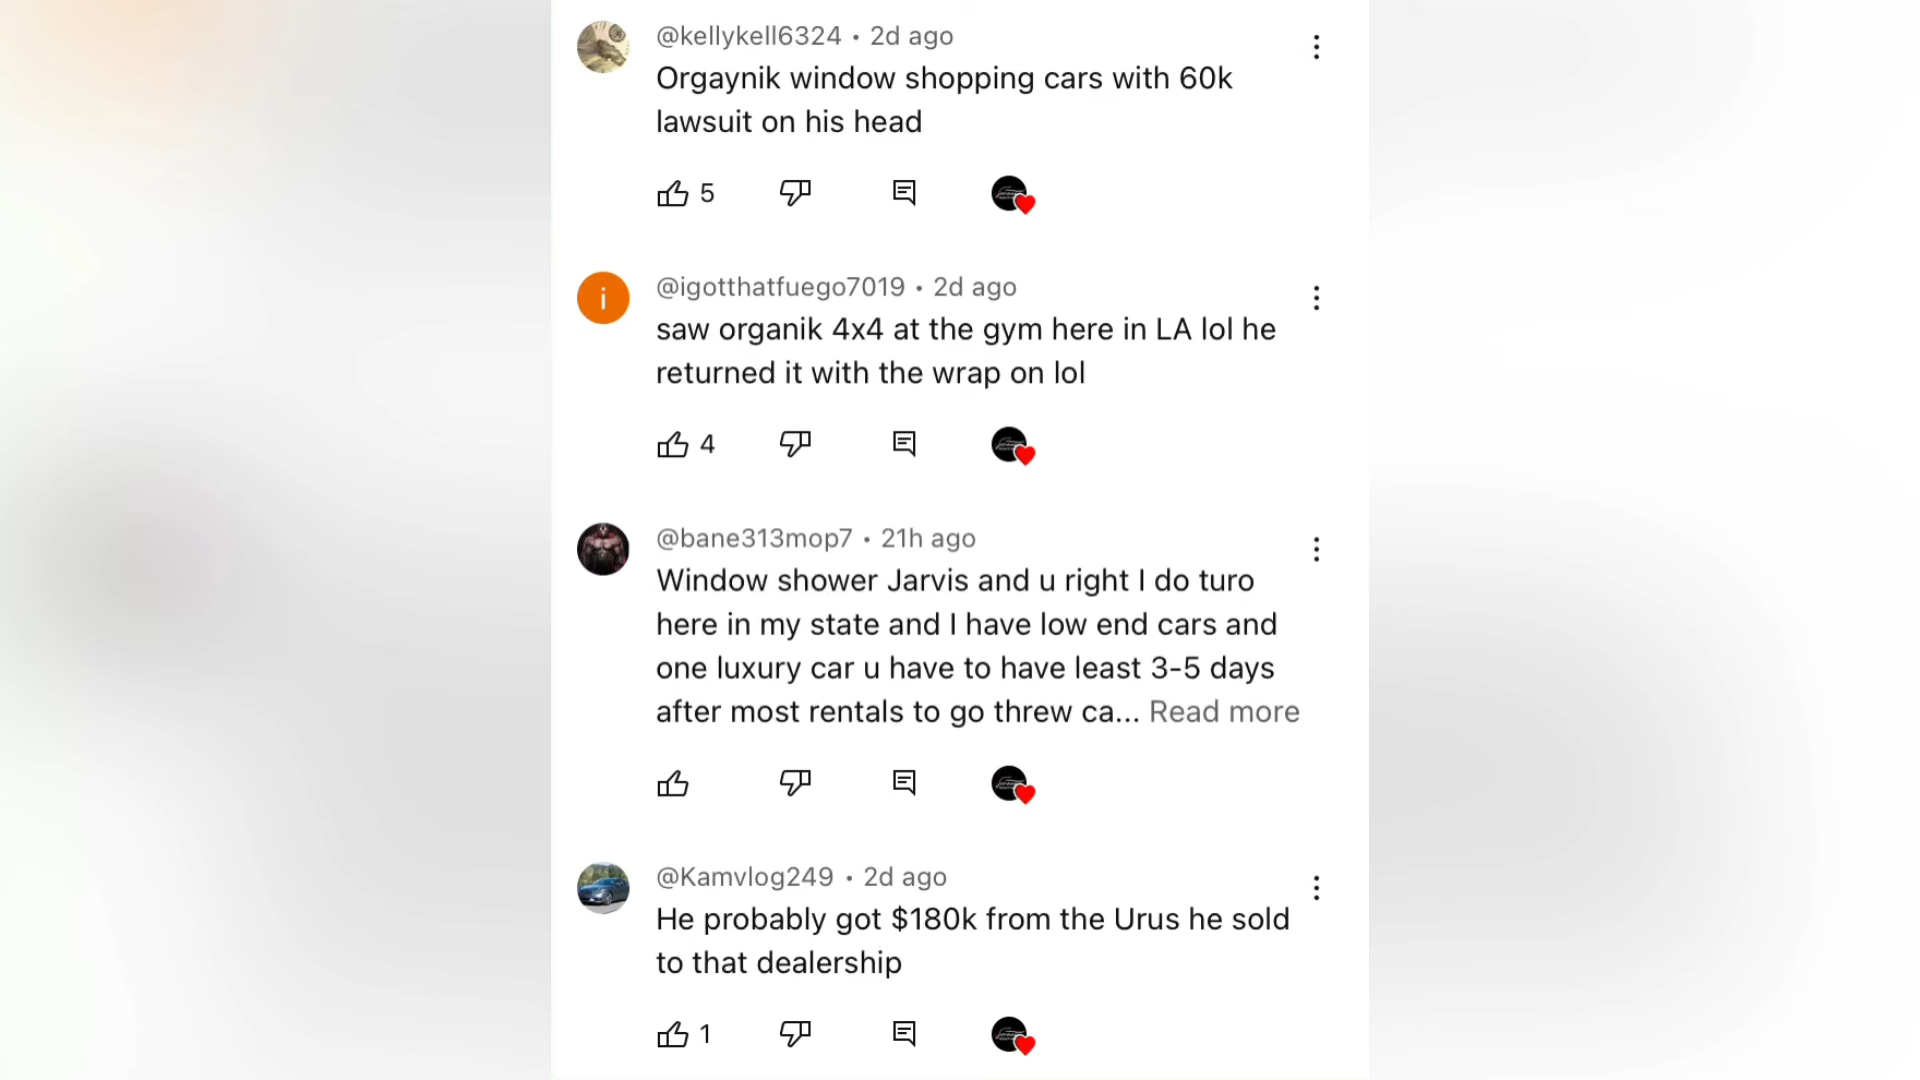 @kellykell6324 • 2d ago
Orgaynik window shopping cars with 60k
lawsuit on his head
5
@igotthatfuego7019 • 2d ago
saw organik 4x4 at the gym here in LA lol he
returned it with the wrap on lol
4
@bane313mop7 • 21h ago
Window shower Jarvis and u right I do turo
here in my state and I have low end cars and
one luxury car u have to have least 3-5 days
after most rentals to go threw ca... Read more
@Kamvlog249 • 2d ago
He probably got $180k from the Urus he sold
to that dealership
1